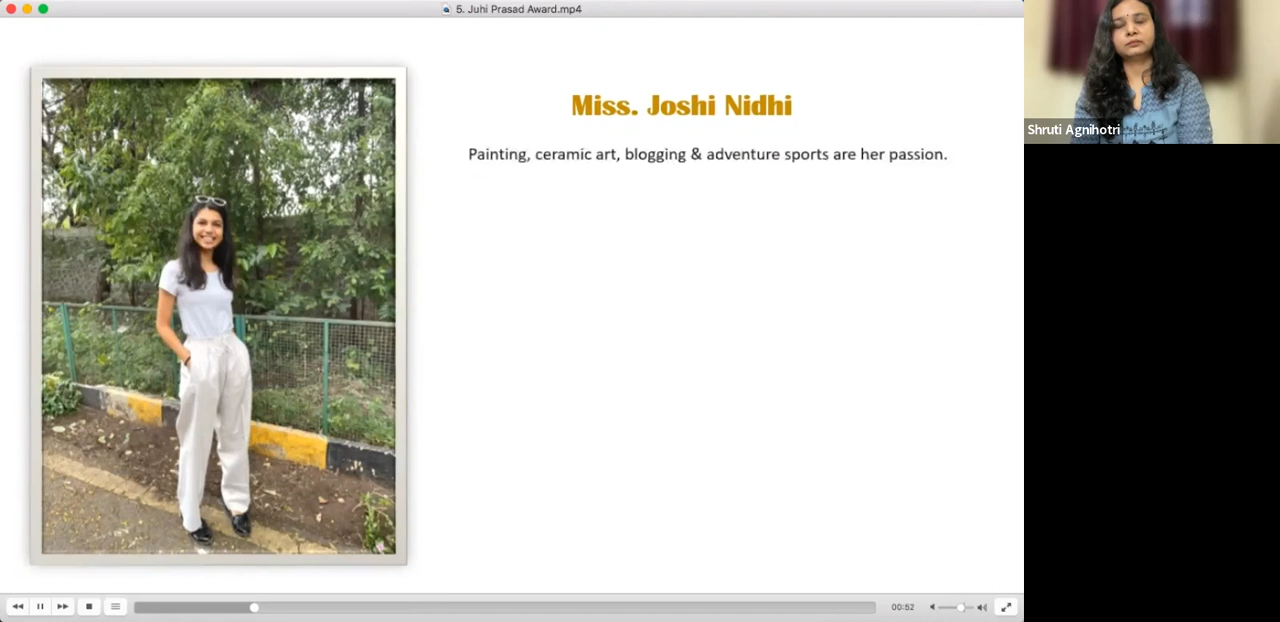 5. Juhi Prasad Award.mp4
Miss. Joshi Nidhi
Painting, ceramic art, blogging & adventure sports are her passion.
Shruti Agnihotri
00:52